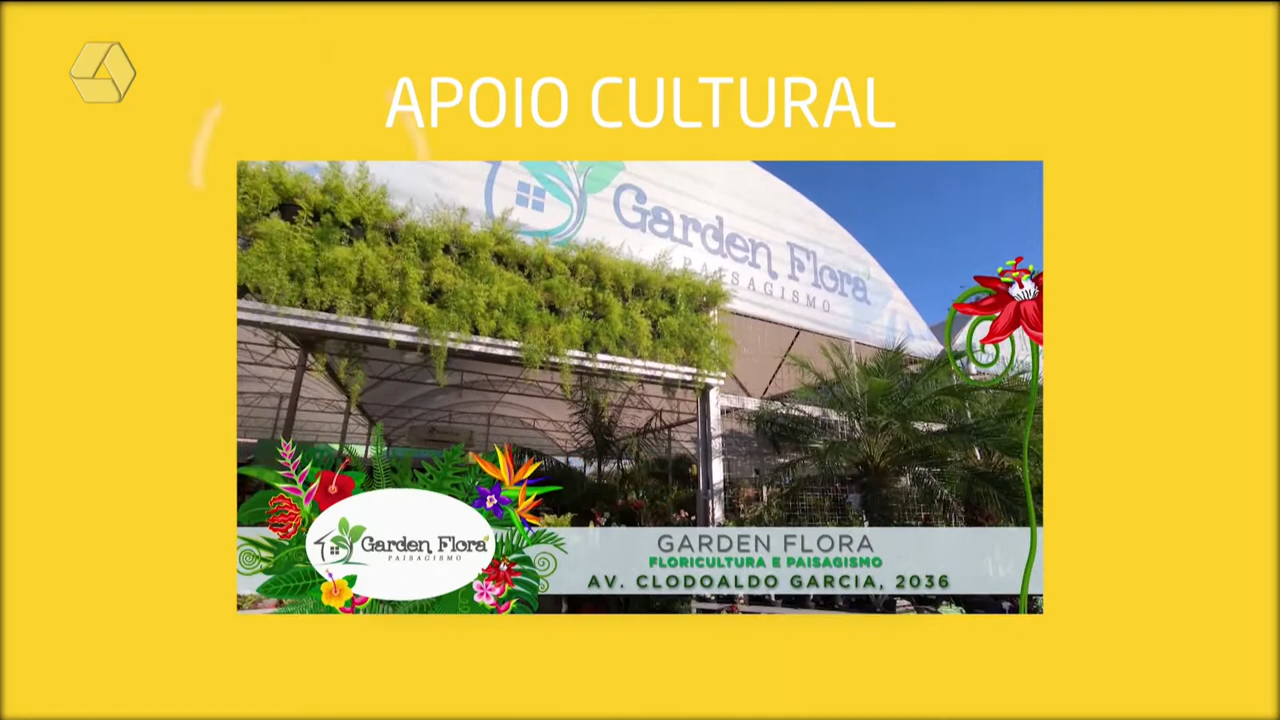 APOIO CULTURAL
Garden Flora
PAISAGISMO
Garden Flora
PAISAGISMO
GARDEN FLORA
FLORICULTURA E PAISAGISMO
AV. CLODOALDO GARCIA, 2036